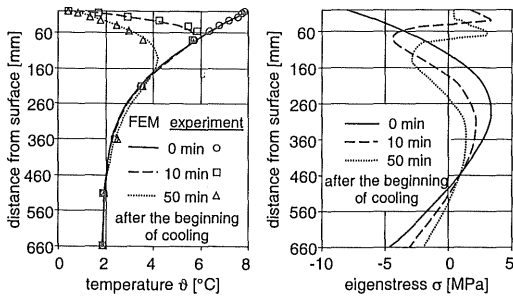 60
160
260
360
460
560
660
distance from surface [mm]
FEM experiment
0 min
10 min
50 min
after the beginning
of cooling
0 2 4 6 8
temperature ϑ [°C]
60
160
260
360
460
560
660
distance from surface [mm]
0 min
10 min
50 min
after the beginning
of cooling
-10 -5 0 5
eigenstress σ [MPa]